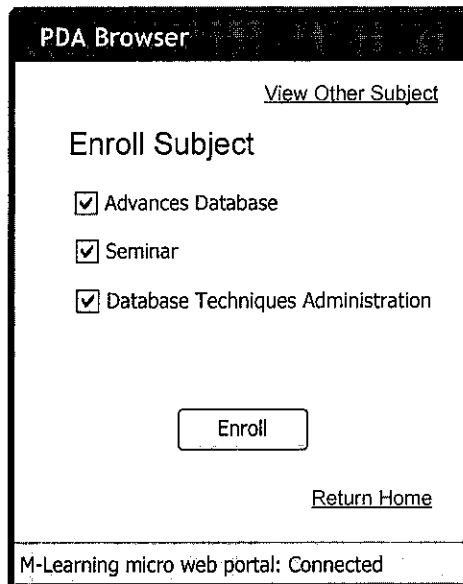 PDA Browser
View Other Subject
Enroll Subject
Advances Database
Seminar
Database Techniques Administration
Enroll
Return Home
M-Learning micro web portal: Connected